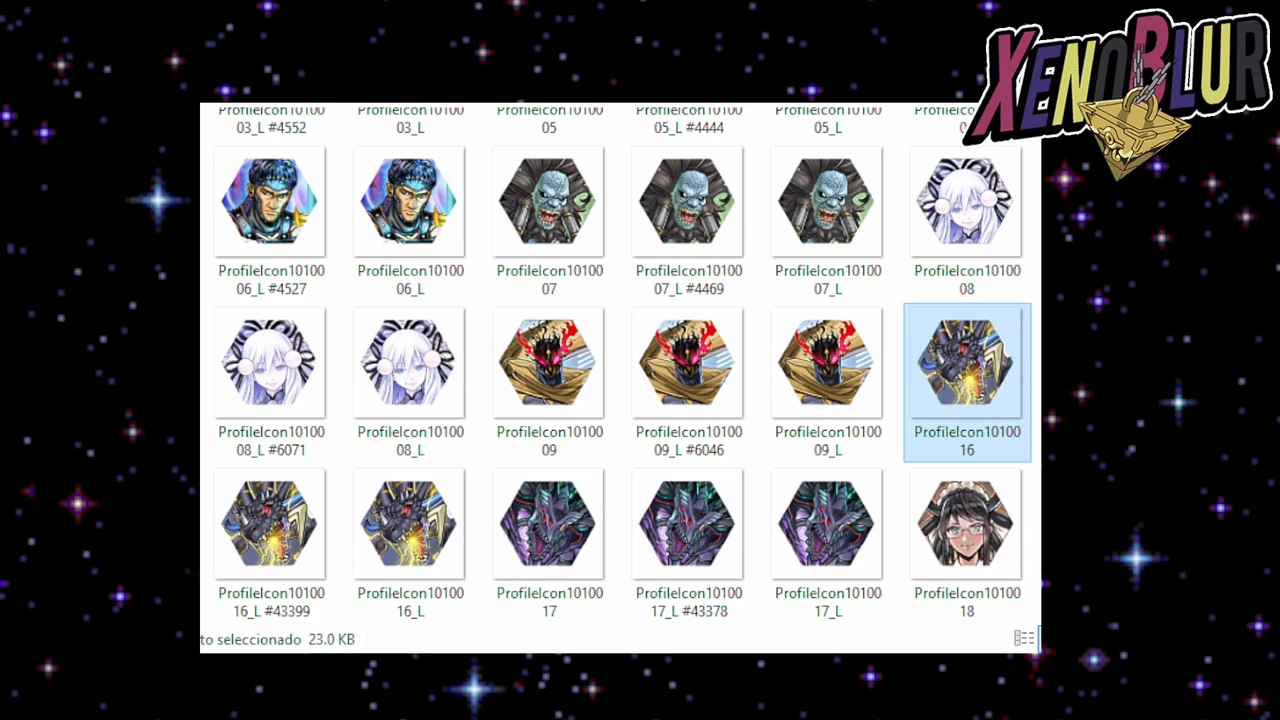 XENOBLUR
ProfileIcon10100 ProfileIcon10100 ProfileIcon10100 ProfileIcon10100 ProfileIcon10100
03_L #4552 03_L 05 05_L #4444 05_L
ProfileIcon10100 ProfileIcon10100 ProfileIcon10100 ProfileIcon10100 ProfileIcon10100 ProfileIcon10100
06_L #4527 06_L 07 07_L #4469 07_L 08
ProfileIcon10100 ProfileIcon10100 ProfileIcon10100 ProfileIcon10100 ProfileIcon10100 ProfileIcon10100
08_L #6071 08_L 09 09_L #6046 09_L 16
ProfileIcon10100 ProfileIcon10100 ProfileIcon10100 ProfileIcon10100 ProfileIcon10100 ProfileIcon10100
16_L #43399 16_L 17 17_L #43378 17_L 18
to seleccionado 23.0 KB